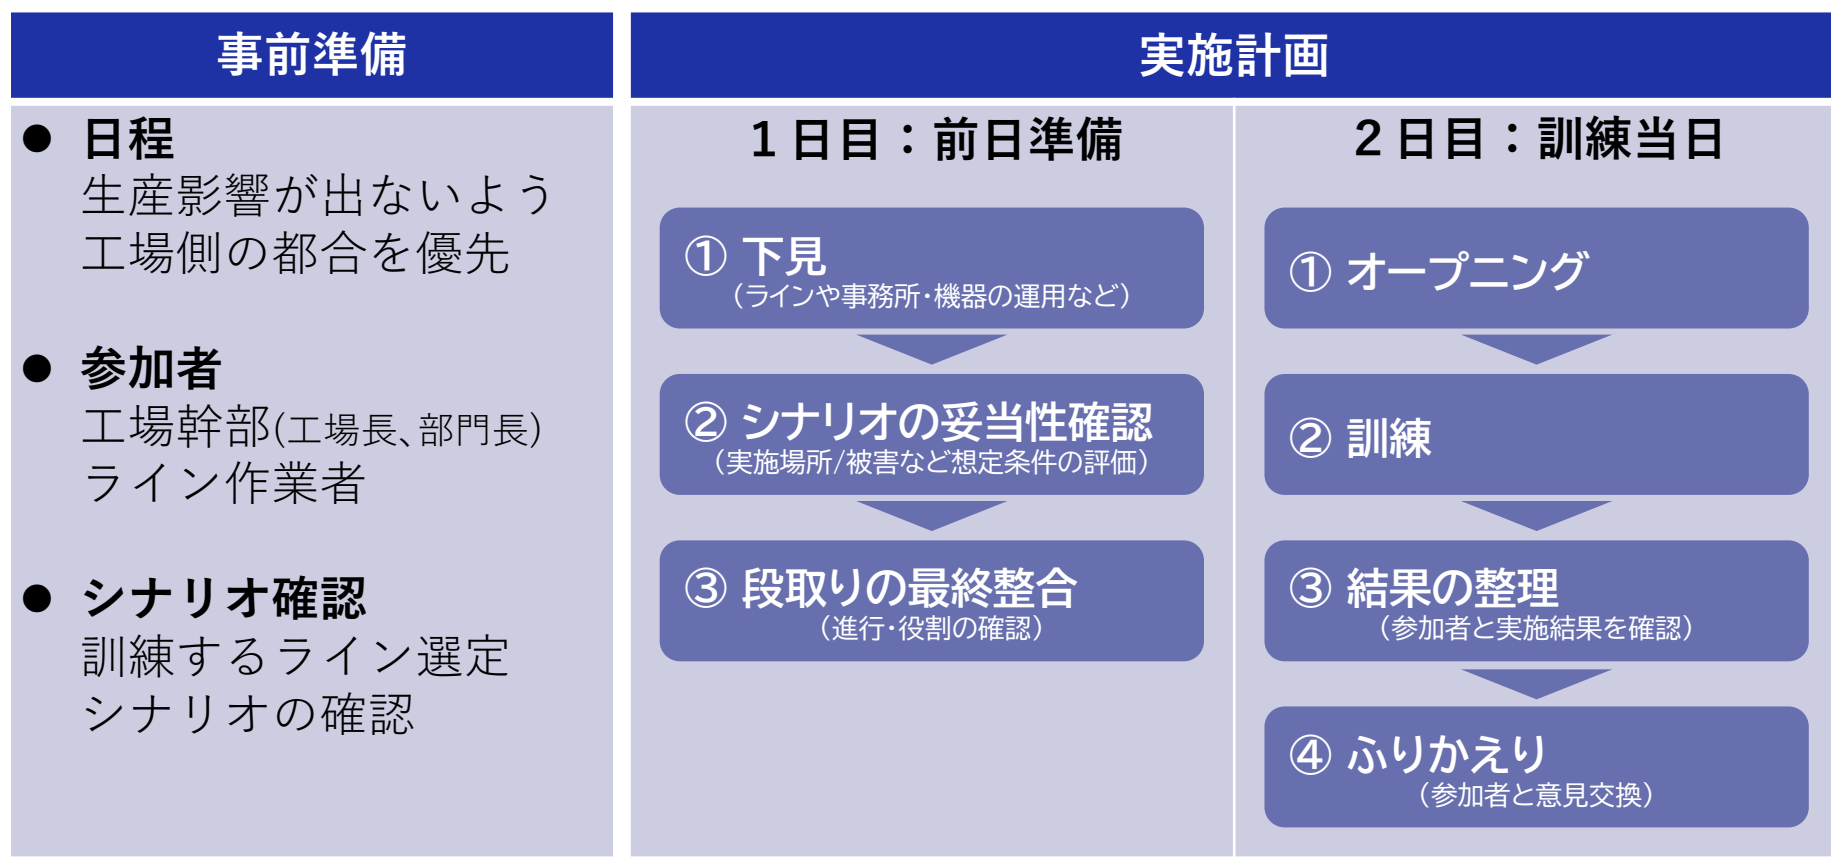 事前準備
● 日程
生産影響が出ないよう
工場側の都合を優先
● 参加者
工場幹部(工場長、部門長)
ライン作業者
● シナリオ確認
訓練するライン選定
シナリオの確認
実施計画
1日目：前日準備
① 下見
（ラインや事務所・機器の運用など）
② シナリオの妥当性確認
（実施場所/被害など想定条件の評価）
③ 段取りの最終整合
（進行・役割の確認）
2日目：訓練当日
① オープニング
② 訓練
③ 結果の整理
（参加者と実施結果を確認）
④ ふりかえり
（参加者と意見交換）